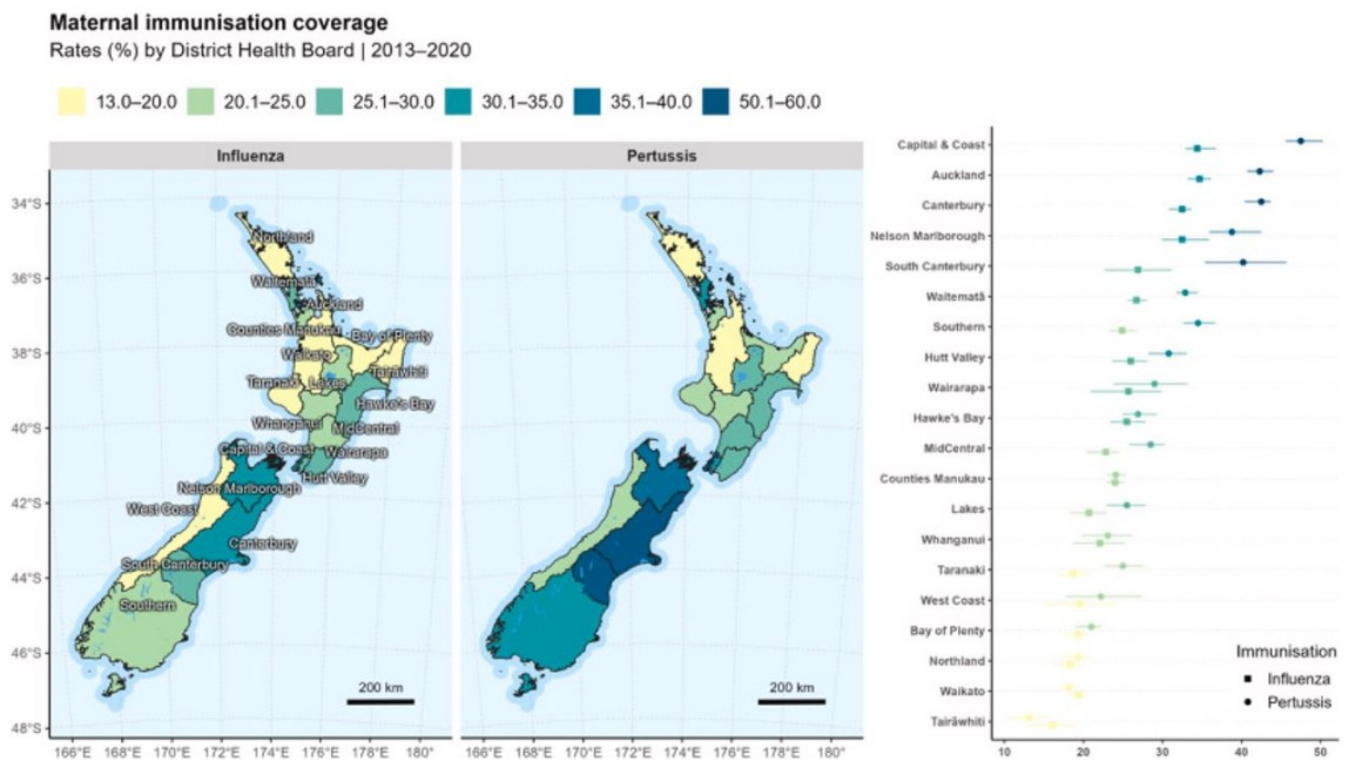 Maternal immunisation coverage
Rates (%) by District Health Board | 2013–2020
13.0–20.0 20.1–25.0 25.1–30.0 30.1–35.0 35.1–40.0 50.1–60.0
Influenza
34°S
36°S
38°S
40°S
42°S
44°S
46°S
48°S
Northland
Waitematā
Auckland
Counties Manukau
Bay of Plenty
Waikato
Tairāwhiti
Taranaki
Lakes
Hawke's Bay
Whanganui
MidCentral
Capital & Coast
Wairarapa
Hutt Valley
Nelson Marlborough
West Coast
Canterbury
South Canterbury
Southern
200 km
166°E 168°E 170°E 172°E 174°E 176°E 178°E 180°
Pertussis
200 km
166°E 168°E 170°E 172°E 174°E 176°E 178°E 180°
Capital & Coast
Auckland
Canterbury
Nelson Marlborough
South Canterbury
Waitematā
Southern
Hutt Valley
Wairarapa
Hawke's Bay
MidCentral
Counties Manukau
Lakes
Whanganui
Taranaki
West Coast
Bay of Plenty
Northland
Waikato
Tairāwhiti
Immunisation
Influenza
Pertussis
10 20 30 40 50